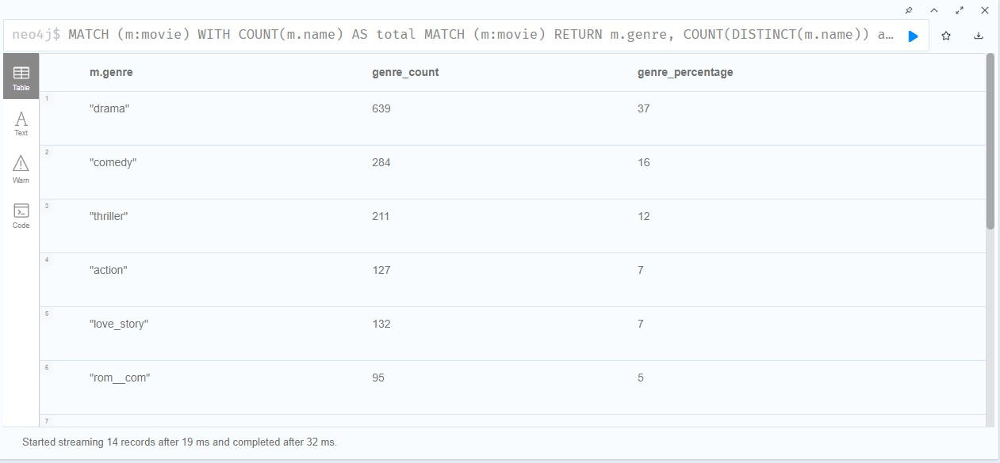 neo4j$ MATCH (m:movie) WITH COUNT(m.name) AS total MATCH (m:movie) RETURN m.genre, COUNT(DISTINCT(m.name)) a…
Table
Text
Warn
Code
m.genre genre_count genre_percentage
1
"drama" 639 37
2
"comedy" 284 16
3
"thriller" 211 12
4
"action" 127 7
5
"love_story" 132 7
6
"rom__com" 95 5
7
Started streaming 14 records after 19 ms and completed after 32 ms.